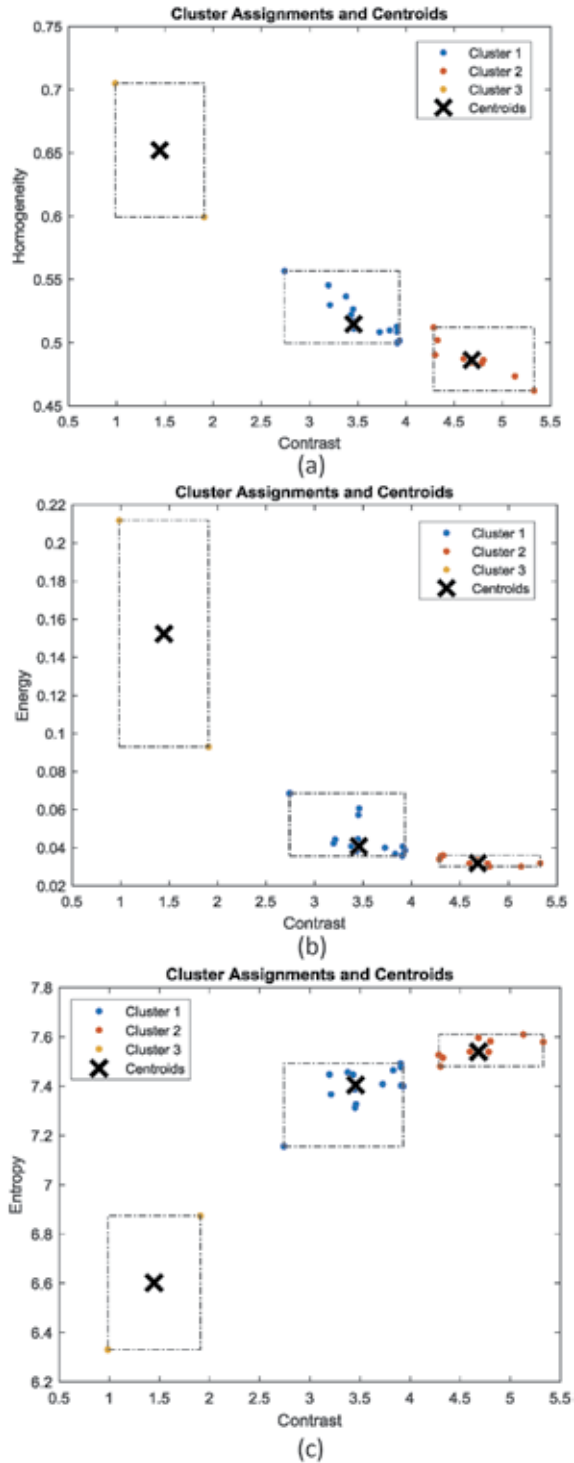 Cluster Assignments and Centroids
0.75
0.7
0.65
0.6
0.55
0.5
0.45
Homogeneity
Cluster 1
Cluster 2
Cluster 3
Centroids
0.5 1 1.5 2 2.5 3 3.5 4 4.5 5 5.5
Contrast
(a)
Cluster Assignments and Centroids
0.22
0.2
0.18
0.16
0.14
0.12
0.1
0.08
0.06
0.04
0.02
Energy
Cluster 1
Cluster 2
Cluster 3
Centroids
0.5 1 1.5 2 2.5 3 3.5 4 4.5 5 5.5
Contrast
(b)
Cluster Assignments and Centroids
7.8
7.6
7.4
7.2
7
6.8
6.6
6.4
6.2
Entropy
Cluster 1
Cluster 2
Cluster 3
Centroids
0.5 1 1.5 2 2.5 3 3.5 4 4.5 5 5.5
Contrast
(c)